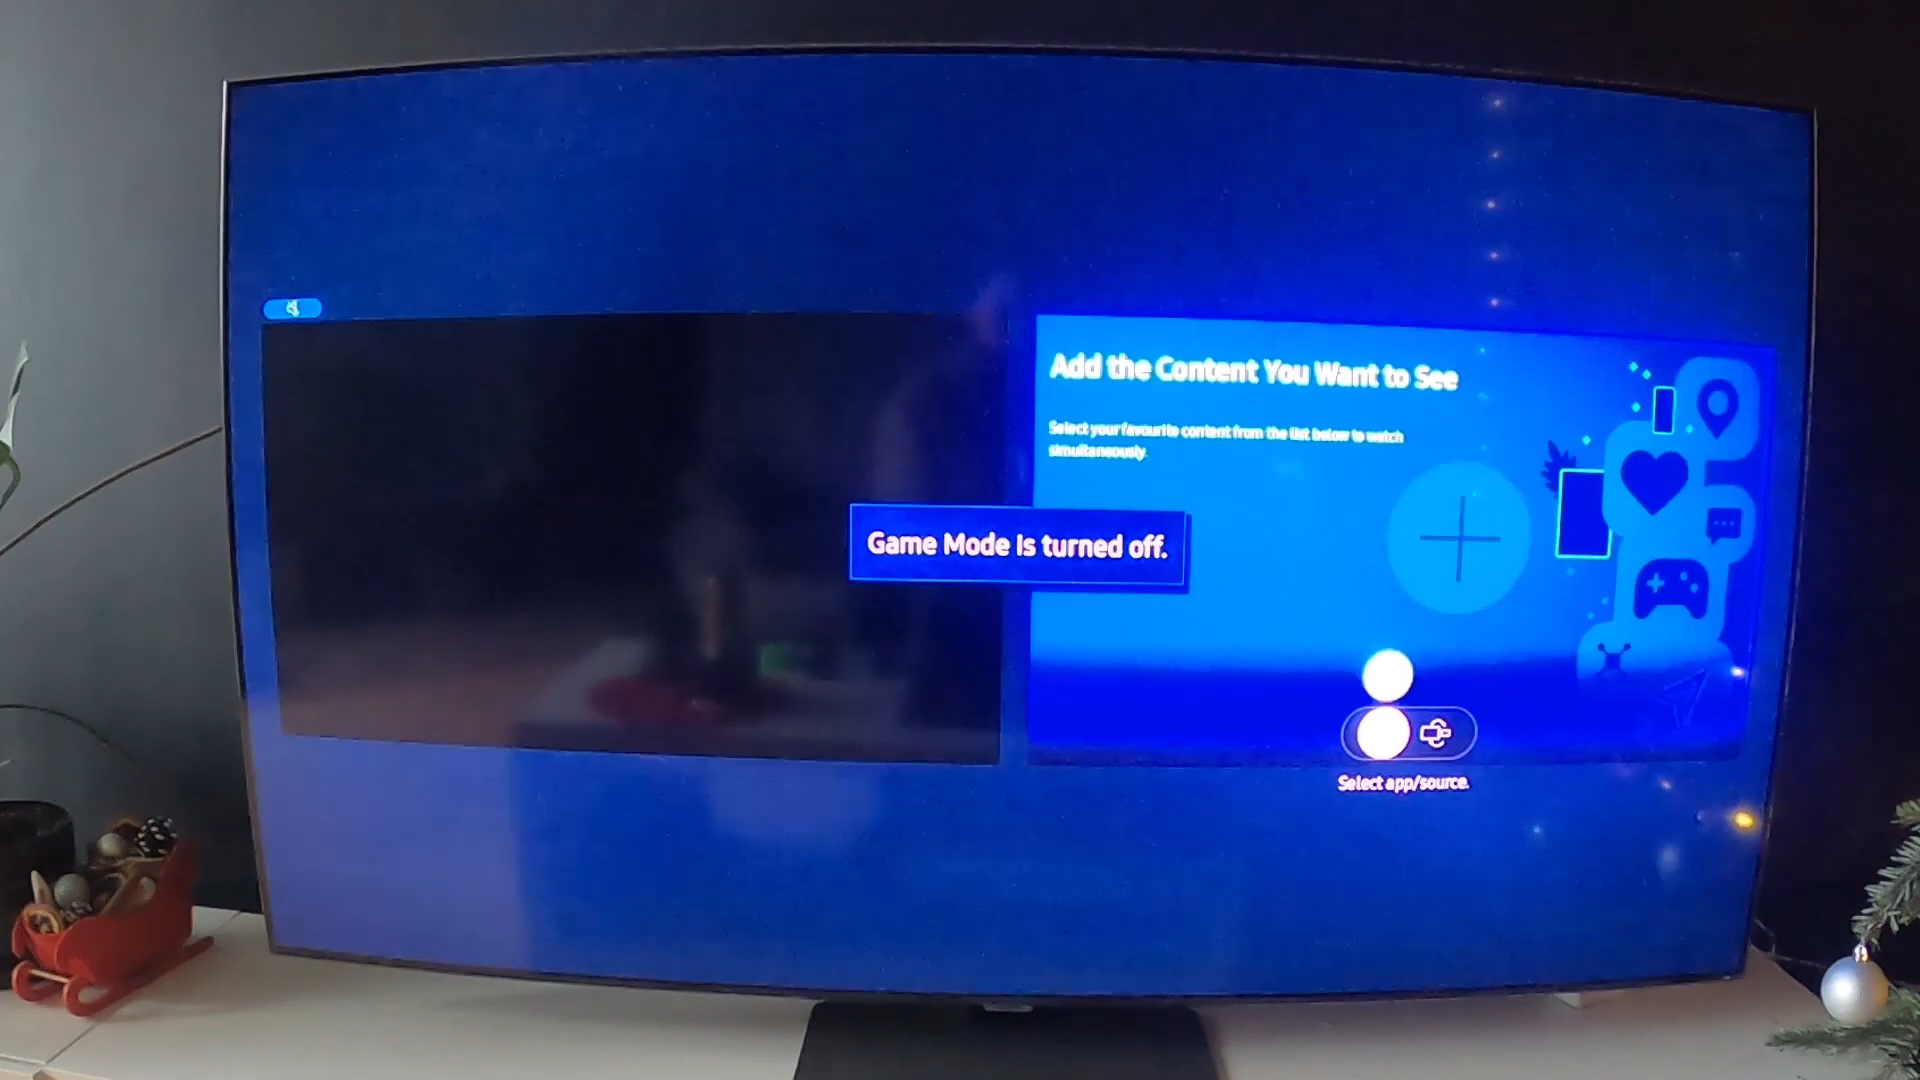 Add the Content You Want to See
Select your favourite content from the list below to watch
simultaneously.
Game Mode is turned off.
Select app/source.